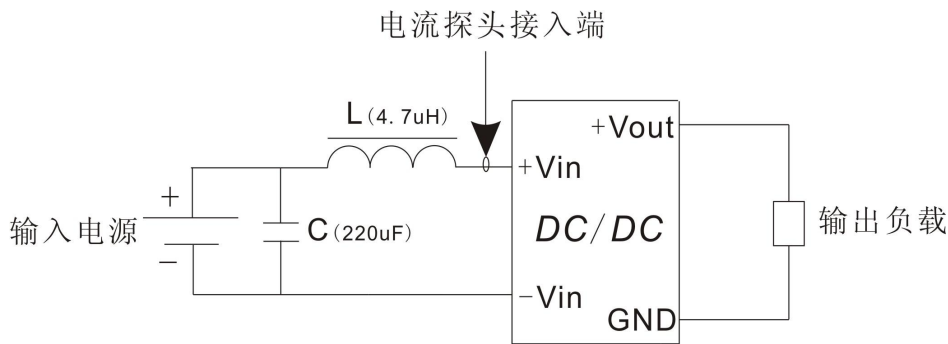 电流探头接入端
L(4.7uH)
+Vout
+Vin
+
输入电源
C(220uF)
DC/DC
输出负载
−
−Vin
GND